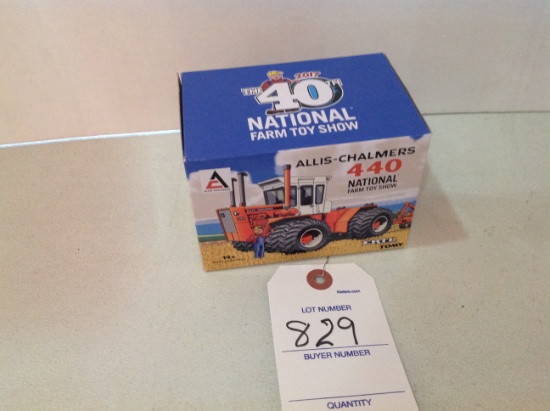 THE 2017
40TH
NATIONAL
FARM TOY SHOW
ALLIS-CHALMERS
440
NATIONAL
FARM TOY SHOW
ERTL
TOMY
14+
LOT NUMBER
829
BUYER NUMBER
QUANTITY